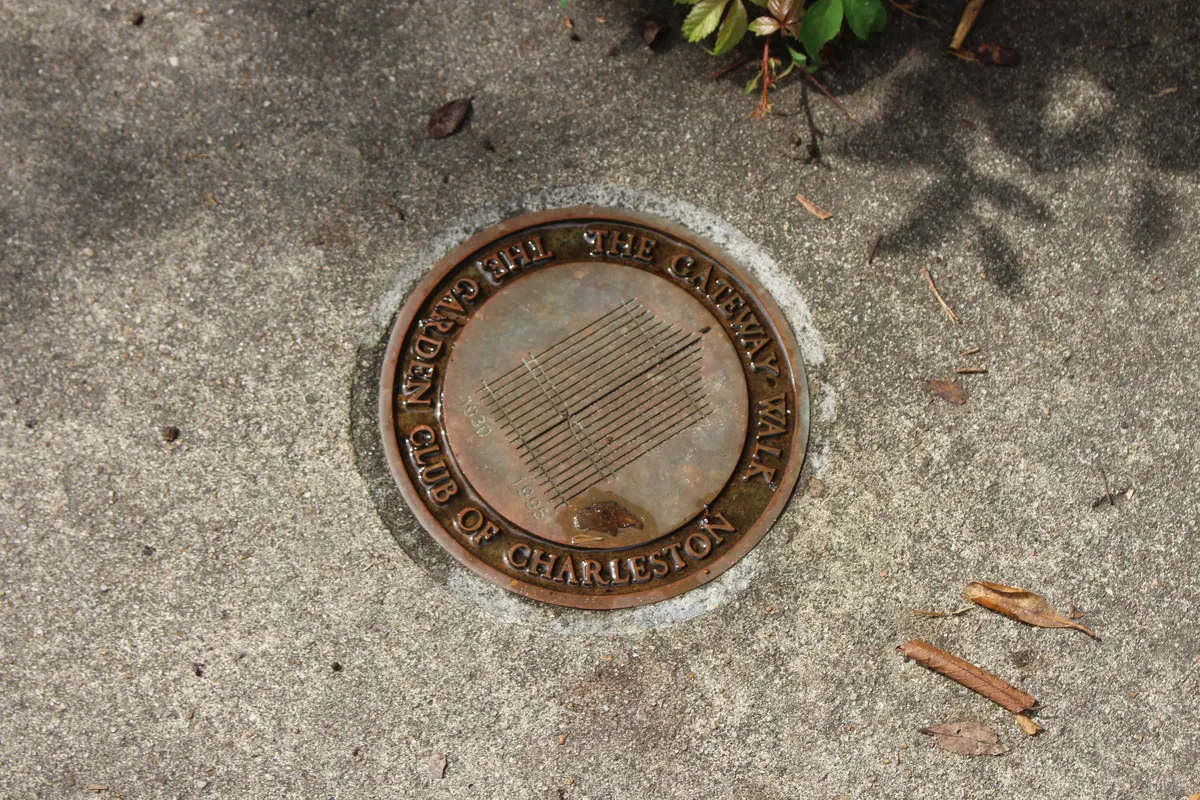 THE GATEWAY WALK
THE GARDEN CLUB OF CHARLESTON
1930